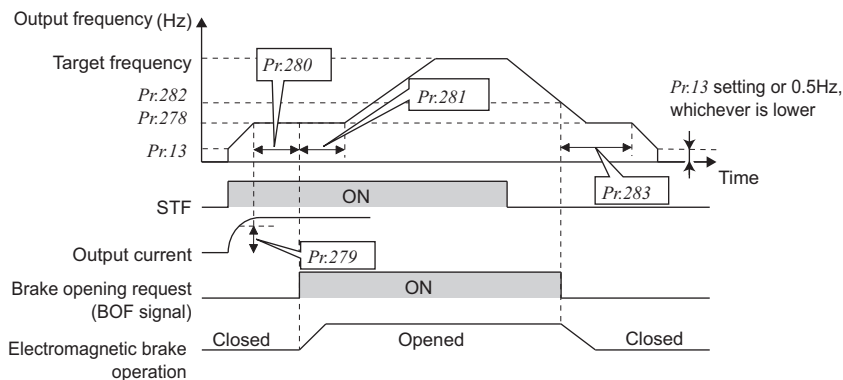 Output frequency (Hz)
Target frequency
Pr.280
Pr.282
Pr.281
Pr.13 setting or 0.5Hz,
whichever is lower
Pr.278
Pr.13
Time
Pr.283
STF
ON
Output current
Pr.279
Brake opening request
(BOF signal)
ON
Electromagnetic brake
operation
Closed
Opened
Closed